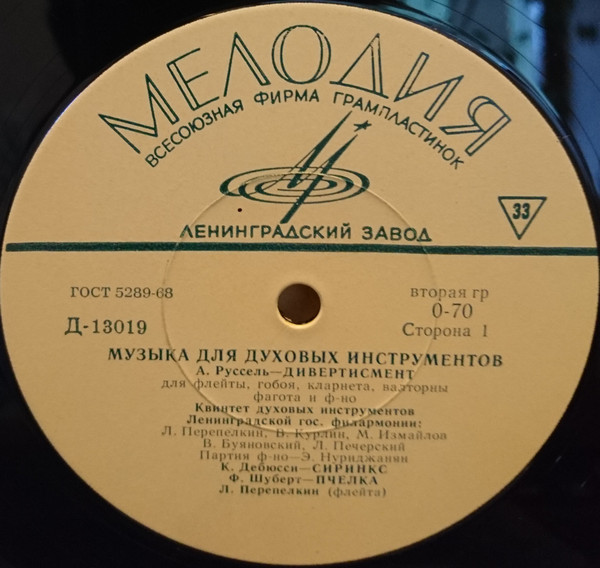 МЕЛОДИЯ
ВСЕСОЮЗНАЯ ФИРМА ГРАМПЛАСТИНОК
ЛЕНИНГРАДСКИЙ ЗАВОД
33
ГОСТ 5289-68
вторая гр
Д-13019
0-70
Сторона 1
МУЗЫКА ДЛЯ ДУХОВЫХ ИНСТРУМЕНТОВ
А. Руссель—ДИВЕРТИСМЕНТ
для флейты, гобоя, кларнета, валторны
фагота и ф-но
Квинтет духовых инструментов
Ленинградской гос. филармонии:
Л. Перепелкин, В. Курлин, М. Измайлов
В. Буяновский, Л. Печерский
Партия ф-но—Э. Нуриджанян
К. Дебюсси—СИРИНКС
Ф. Шуберт—ПЧЕЛКА
Л. Перепелкин (флейта)